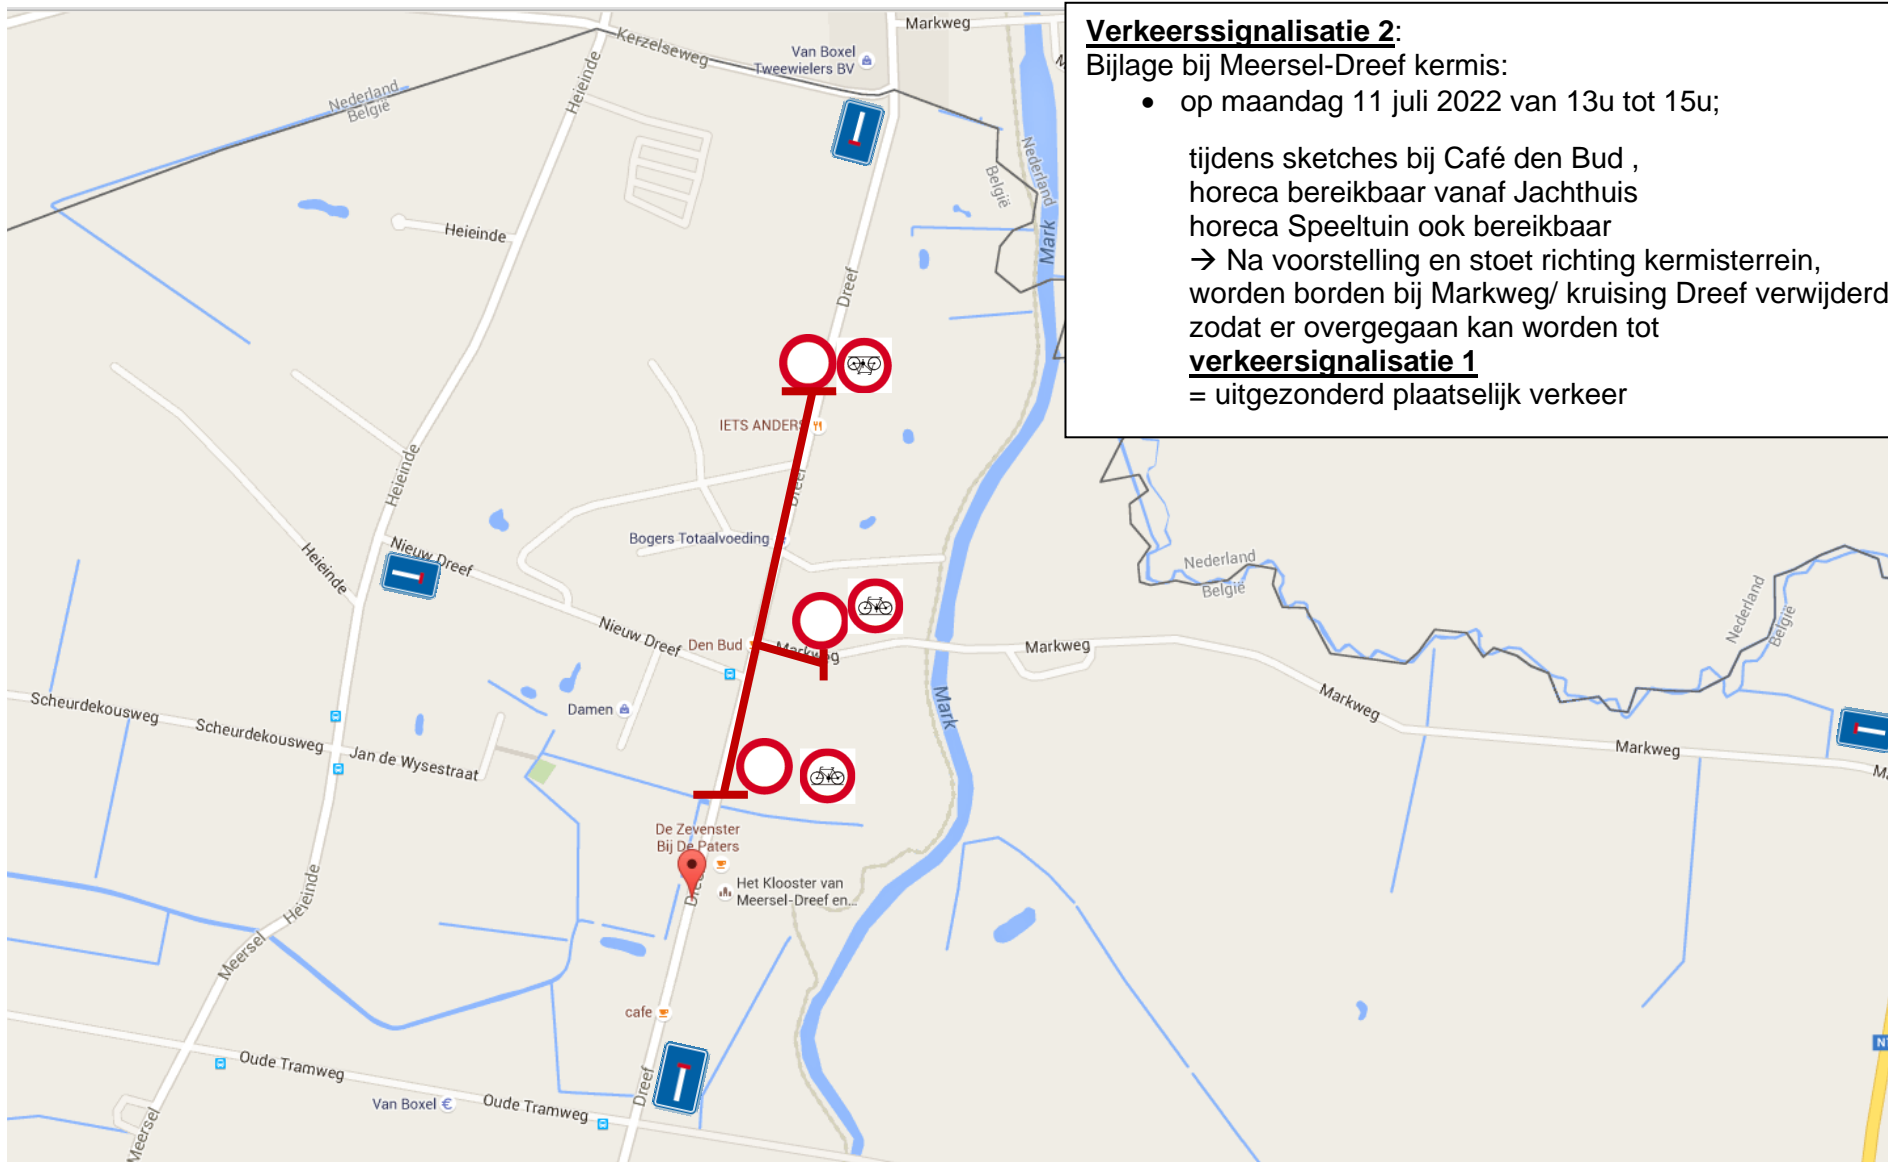 Verkeerssignalisatie 2:
Bijlage bij Meersel-Dreef kermis:
• op maandag 11 juli 2022 van 13u tot 15u;
tijdens sketches bij Café den Bud ,
horeca bereikbaar vanaf Jachthuis
horeca Speeltuin ook bereikbaar
→ Na voorstelling en stoet richting kermisterrein,
worden borden bij Markweg/ kruising Dreef verwijderd
zodat er overgegaan kan worden tot
verkeersignalisatie 1
= uitgezonderd plaatselijk verkeer
Markweg
Kerzelseweg
Van Boxel
Tweewielers BV
Nederland
België
Heieinde
Nederland
België
Mark
Heieinde
Dreef
IETS ANDERS
Dreef
Heieinde
Bogers Totaalvoeding
Nieuw Dreef
Heieinde
Nederland
België
Nederland
België
Nieuw Dreef
Den Bud
Markweg
Markweg
Markweg
Markweg
Mark
Damen
Scheurdekousweg
Scheurdekousweg
Jan de Wysestraat
De Zevenster
Bij De Paters
Dreef
Het Klooster van
Meersel-Dreef en...
Heieinde
Meersel
cafe
Oude Tramweg
Dreef
Van Boxel €
Oude Tramweg
Meersel